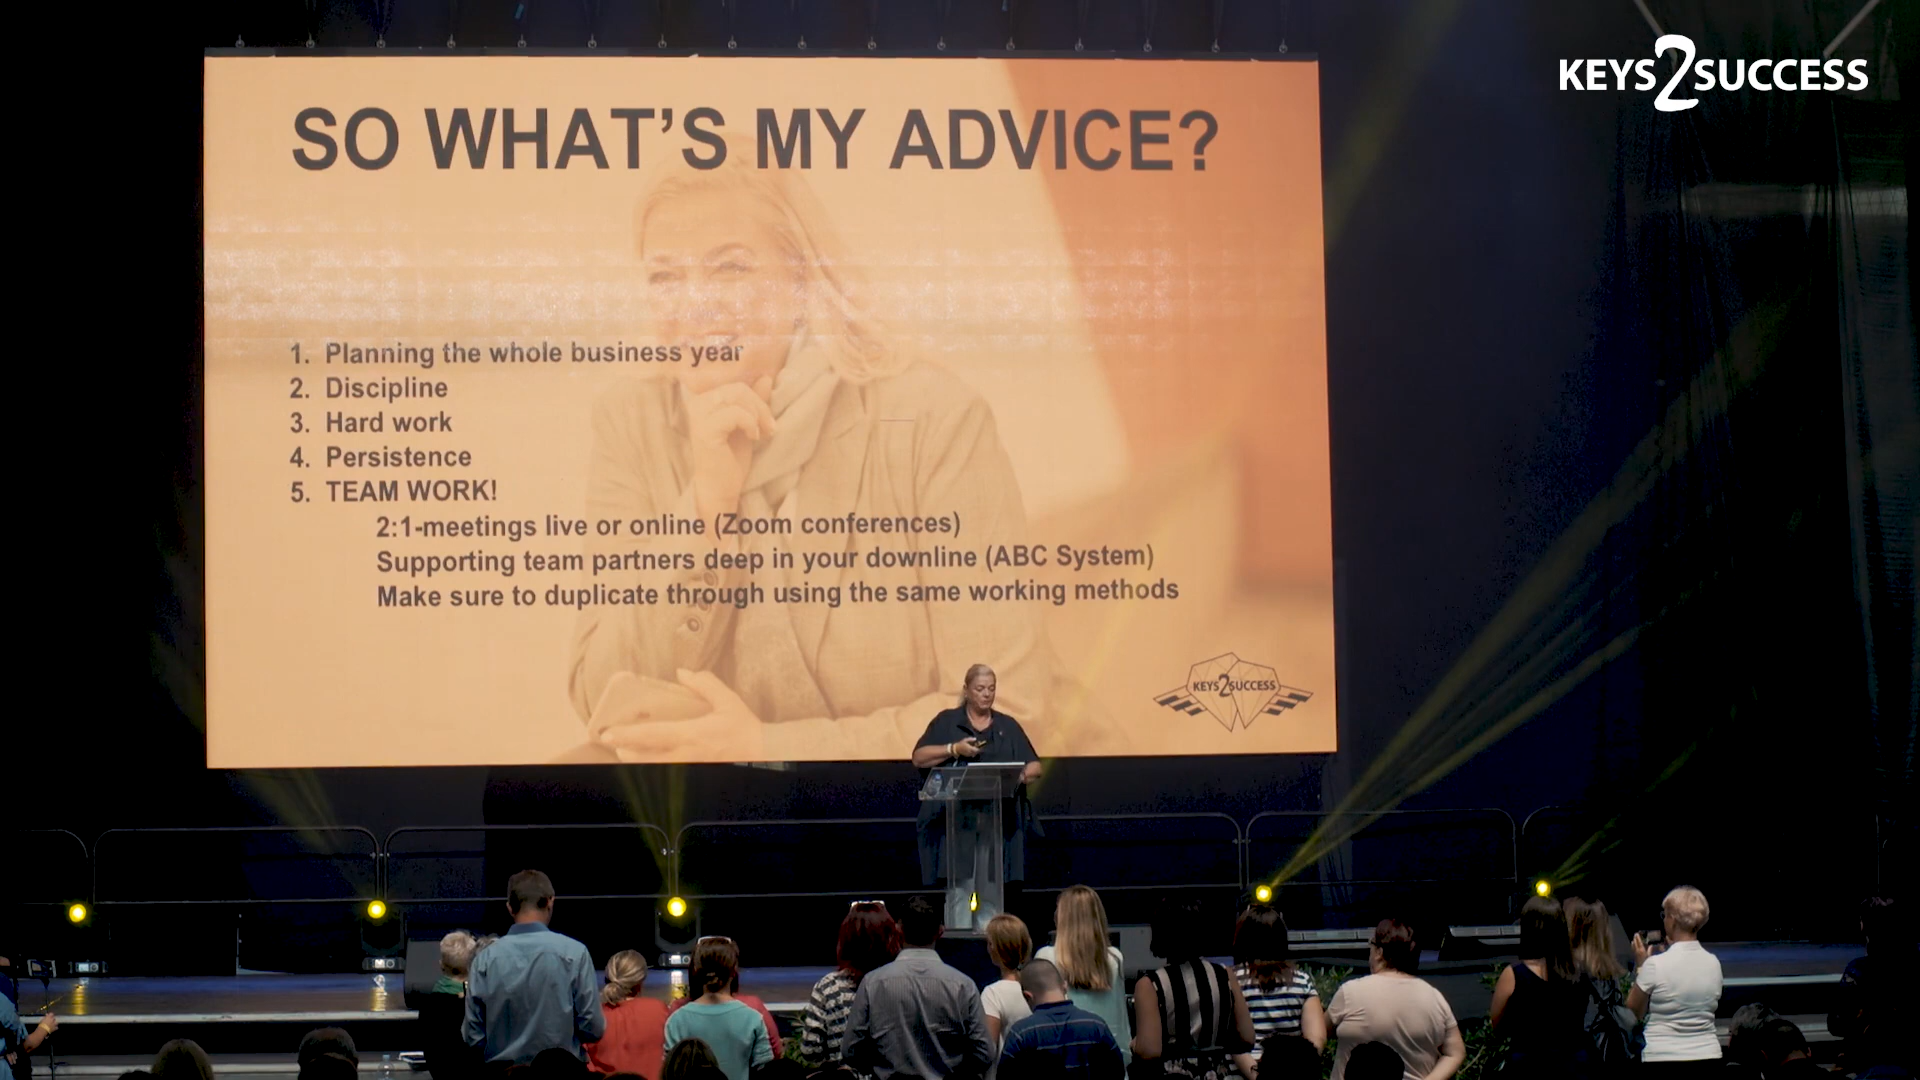 KEYS2SUCCESS
SO WHAT'S MY ADVICE?
1. Planning the whole business year
2. Discipline
3. Hard work
4. Persistence
5. TEAM WORK!
2:1-meetings live or online (Zoom conferences)
Supporting team partners deep in your downline (ABC System)
Make sure to duplicate through using the same working methods
KEYS2SUCCESS